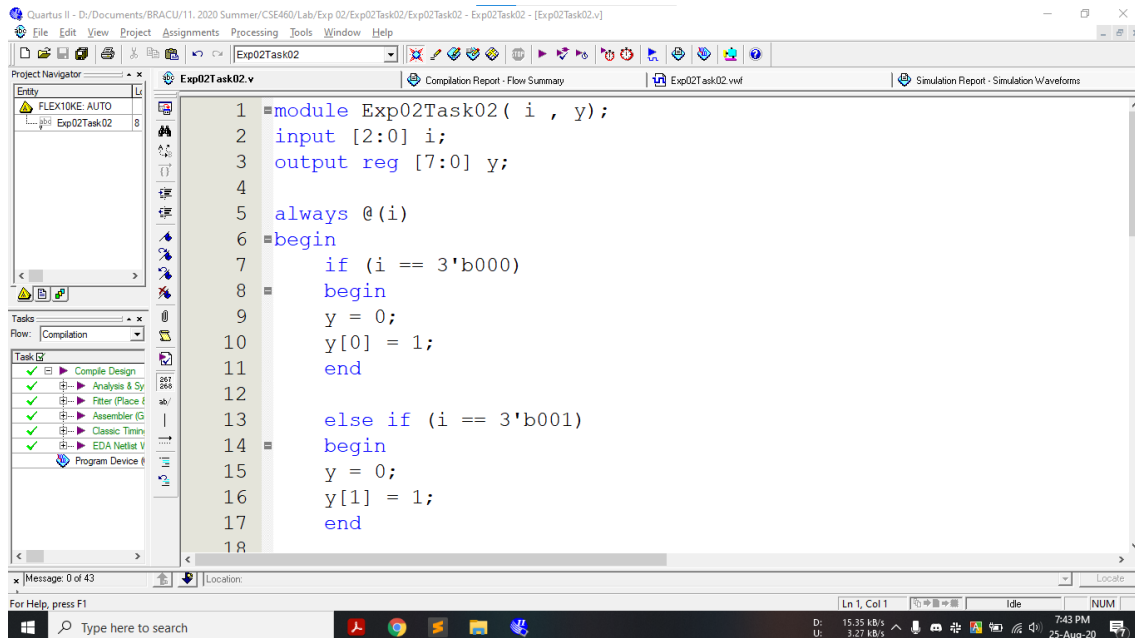 Quartus II - D:/Documents/BRACU/11. 2020 Summer/CSE460/Lab/Exp 02/Exp02Task02/Exp02Task02 - Exp02Task02 - [Exp02Task02.v]
File Edit View Project Assignments Processing Tools Window Help
Exp02Task02
Project Navigator
Exp02Task02.v
Compilation Report - Flow Summary
Exp02Task02.vwf
Simulation Report - Simulation Waveforms
Entity
FLEX10KE: AUTO
Exp02Task02 8
1 module Exp02Task02( i , y);
2 input [2:0] i;
3 output reg [7:0] y;
4
5 always @(i)
6 begin
7 if (i == 3'b000)
8 begin
9 y = 0;
10 y[0] = 1;
11 end
12
13 else if (i == 3'b001)
14 begin
15 y = 0;
16 y[1] = 1;
17 end
18
Tasks
Flow: Compilation
Task
Compile Design
Analysis & Sy
Fitter (Place &
Assembler (G
Classic Timin
EDA Netlist W
Program Device (
267
268
ab/
Message: 0 of 43
Location:
Locate
For Help, press F1
Ln 1, Col 1
Idle
NUM
Type here to search
D: 15.35 kB/s
U: 3.27 kB/s
7:43 PM
25-Aug-20